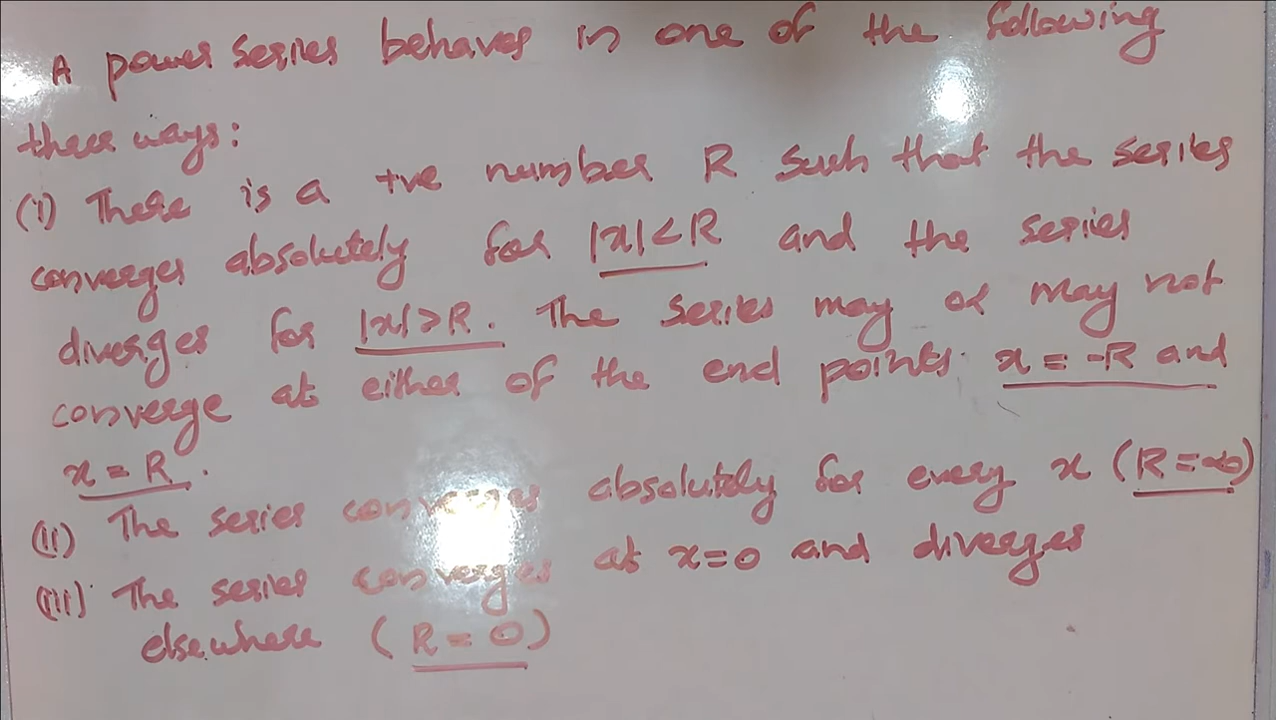 A power series behaves in one of the following
three ways:
(i) There is a +ve number R such that the series
converges absolutely for |x|<R and the series
diverges for |x|>R. The series may or may not
converge at either of the end points x = -R and
x = R.
(ii) The series converges absolutely for every x (R=∞)
(iii) The series converges at x=0 and diverges
elsewhere (R = 0)